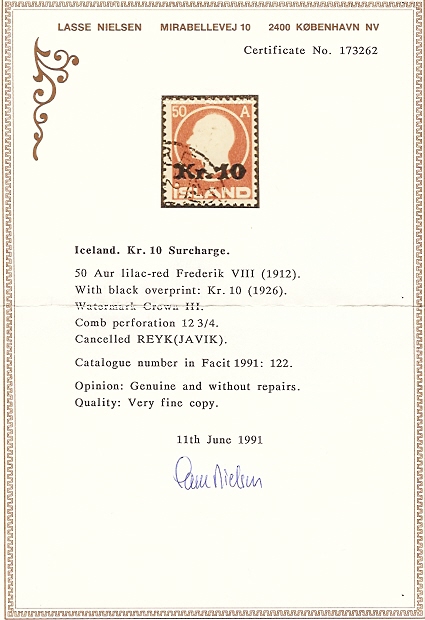 LASSE NIELSEN MIRABELLEVEJ 10 2400 KØBENHAVN NV
Certificate No. 173262
50 A
Kr. 10
ÍSLAND
Iceland. Kr. 10 Surcharge.
50 Aur lilac-red Frederik VIII (1912).
With black overprint: Kr. 10 (1926).
Watermark Crown III.
Comb perforation 12 3/4.
Cancelled REYK(JAVIK).
Catalogue number in Facit 1991: 122.
Opinion: Genuine and without repairs.
Quality: Very fine copy.
11th June 1991
Lasse Nielsen